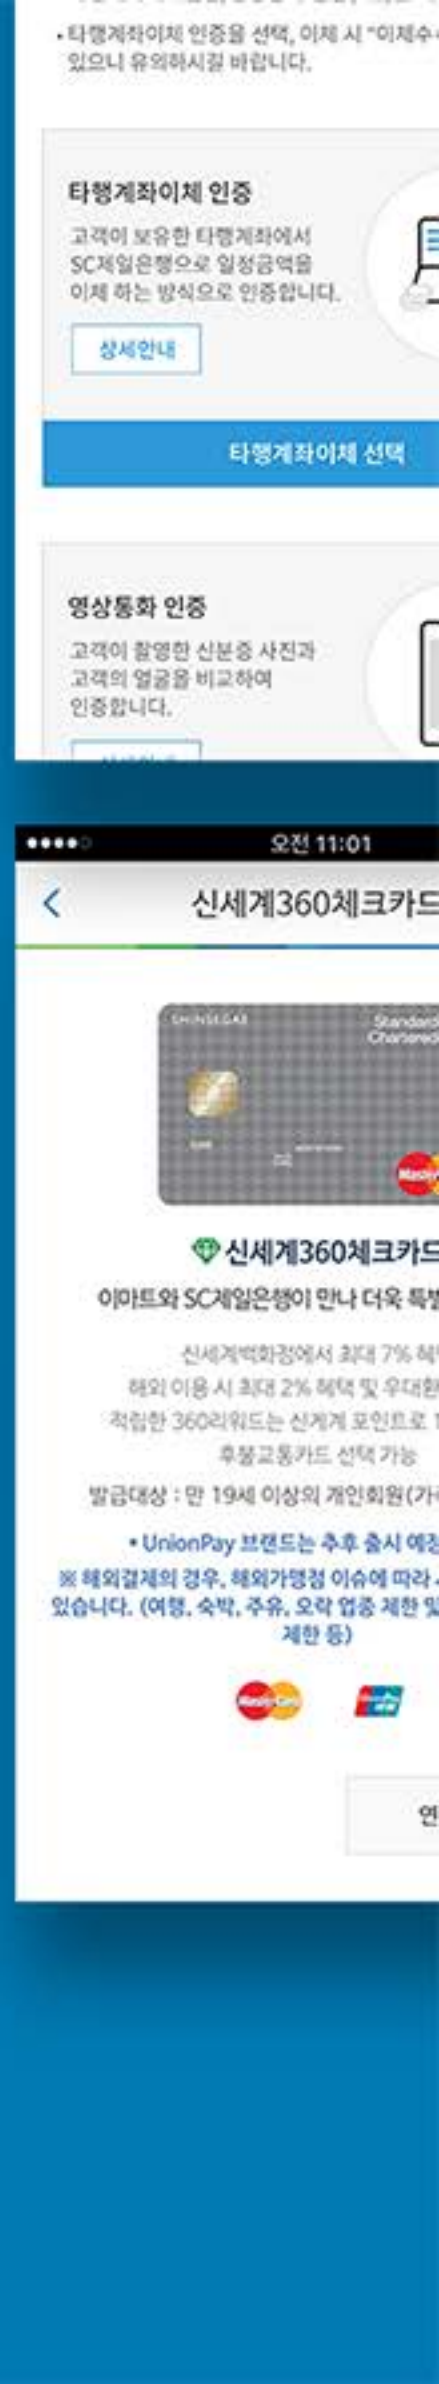 • 타행계좌이체 인증을 선택, 이체 시 "이체수
있으니 유의하시길 바랍니다.
타행계좌이체 인증
고객이 보유한 타행계좌에서
SC제일은행으로 일정금액을
이체 하는 방식으로 인증합니다.
상세안내
타행계좌이체 선택
영상통화 인증
고객이 촬영한 신분증 사진과
고객의 얼굴을 비교하여
인증합니다.
오전 11:01
신세계360체크카드
SHINSEGAE
Standard
Chartered
신세계360체크카드
이마트와 SC제일은행이 만나 더욱 특별
신세계백화점에서 최대 7% 혜
해외 이용 시 최대 2% 혜택 및 우대환
적립한 360리워드는 신계계 포인트로 1
후불교통카드 선택 가능
발급대상 : 만 19세 이상의 개인회원(가
• UnionPay 브랜드는 추후 출시 예정
※ 해외결제의 경우, 해외가맹점 이슈에 따라
있습니다. (여행, 숙박, 주유, 오락 업종 제한 및
제한 등)
MasterCard
UnionPay
연